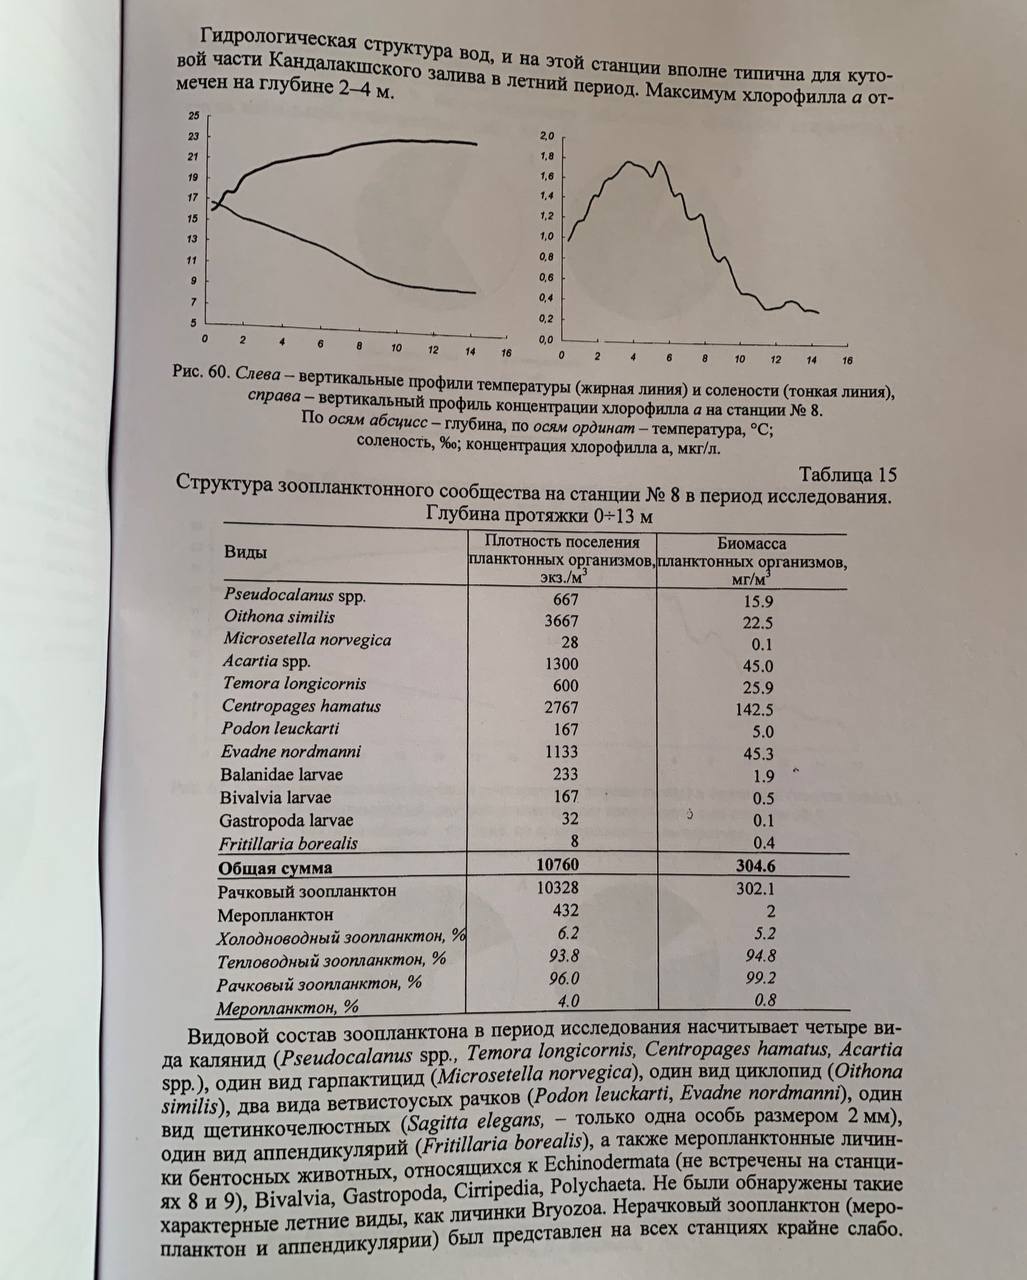 Гидрологическая структура вод, и на этой станции вполне типична для куто-
вой части Кандалакшского залива в летний период. Максимум хлорофилла а от-
мечен на глубине 2–4 м.
25
23
21
19
17
15
13
11
9
7
5
0 2 4 6 8 10 12 14 16
2,0
1,8
1,6
1,4
1,2
1,0
0,8
0,6
0,4
0,2
0,0
0 2 4 6 8 10 12 14 16
Рис. 60. Слева – вертикальные профили температуры (жирная линия) и солености (тонкая линия),
справа – вертикальный профиль концентрации хлорофилла а на станции № 8.
По осям абсцисс – глубина, по осям ординат – температура, °С;
соленость, ‰; концентрация хлорофилла а, мкг/л.
Таблица 15
Структура зоопланктонного сообщества на станции № 8 в период исследования.
Глубина протяжки 0÷13 м
Виды Плотность поселения планктонных организмов, экз./м³ Биомасса планктонных организмов, мг/м³
Pseudocalanus spp. 667 15.9
Oithona similis 3667 22.5
Microsetella norvegica 28 0.1
Acartia spp. 1300 45.0
Temora longicornis 600 25.9
Centropages hamatus 2767 142.5
Podon leuckarti 167 5.0
Evadne nordmanni 1133 45.3
Balanidae larvae 233 1.9
Bivalvia larvae 167 0.5
Gastropoda larvae 32 0.1
Fritillaria borealis 8 0.4
Общая сумма 10760 304.6
Рачковый зоопланктон 10328 302.1
Меропланктон 432 2
Холодноводный зоопланктон, % 6.2 5.2
Тепловодный зоопланктон, % 93.8 94.8
Рачковый зоопланктон, % 96.0 99.2
Меропланктон, % 4.0 0.8
Видовой состав зоопланктона в период исследования насчитывает четыре ви-
да калянид (Pseudocalanus spp., Temora longicornis, Centropages hamatus, Acartia
spp.), один вид гарпактицид (Microsetella norvegica), один вид циклопид (Oithona
similis), два вида ветвистоусых рачков (Podon leuckarti, Evadne nordmanni), один
вид щетинкочелюстных (Sagitta elegans, – только одна особь размером 2 мм),
один вид аппендикулярий (Fritillaria borealis), а также меропланктонные личин-
ки бентосных животных, относящихся к Echinodermata (не встречены на станци-
ях 8 и 9), Bivalvia, Gastropoda, Cirripedia, Polychaeta. Не были обнаружены такие
характерные летние виды, как личинки Bryozoa. Нерачковый зоопланктон (меро-
планктон и аппендикулярии) был представлен на всех станциях крайне слабо.